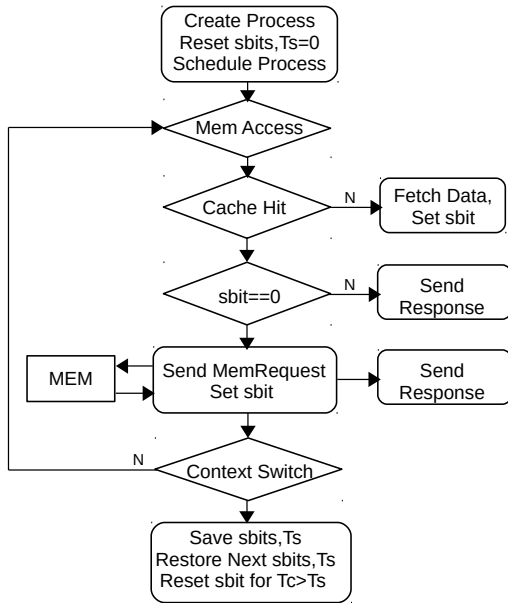 Create Process
Reset sbits,Ts=0
Schedule Process
Mem Access
Cache Hit
N
Fetch Data,
Set sbit
sbit==0
N
Send
Response
MEM
Send MemRequest
Set sbit
Send
Response
N
Context Switch
Save sbits,Ts
Restore Next sbits,Ts
Reset sbit for Tc>Ts